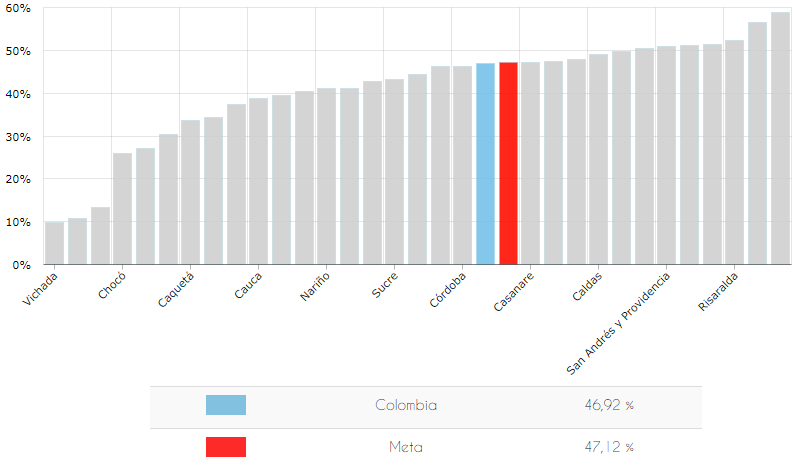 60%
50%
40%
30%
20%
10%
0%
Vichada
Chocó
Caquetá
Cauca
Nariño
Sucre
Córdoba
Casanare
Caldas
San Andrés y Providencia
Risaralda
Colombia 46,92 %
Meta 47,12 %